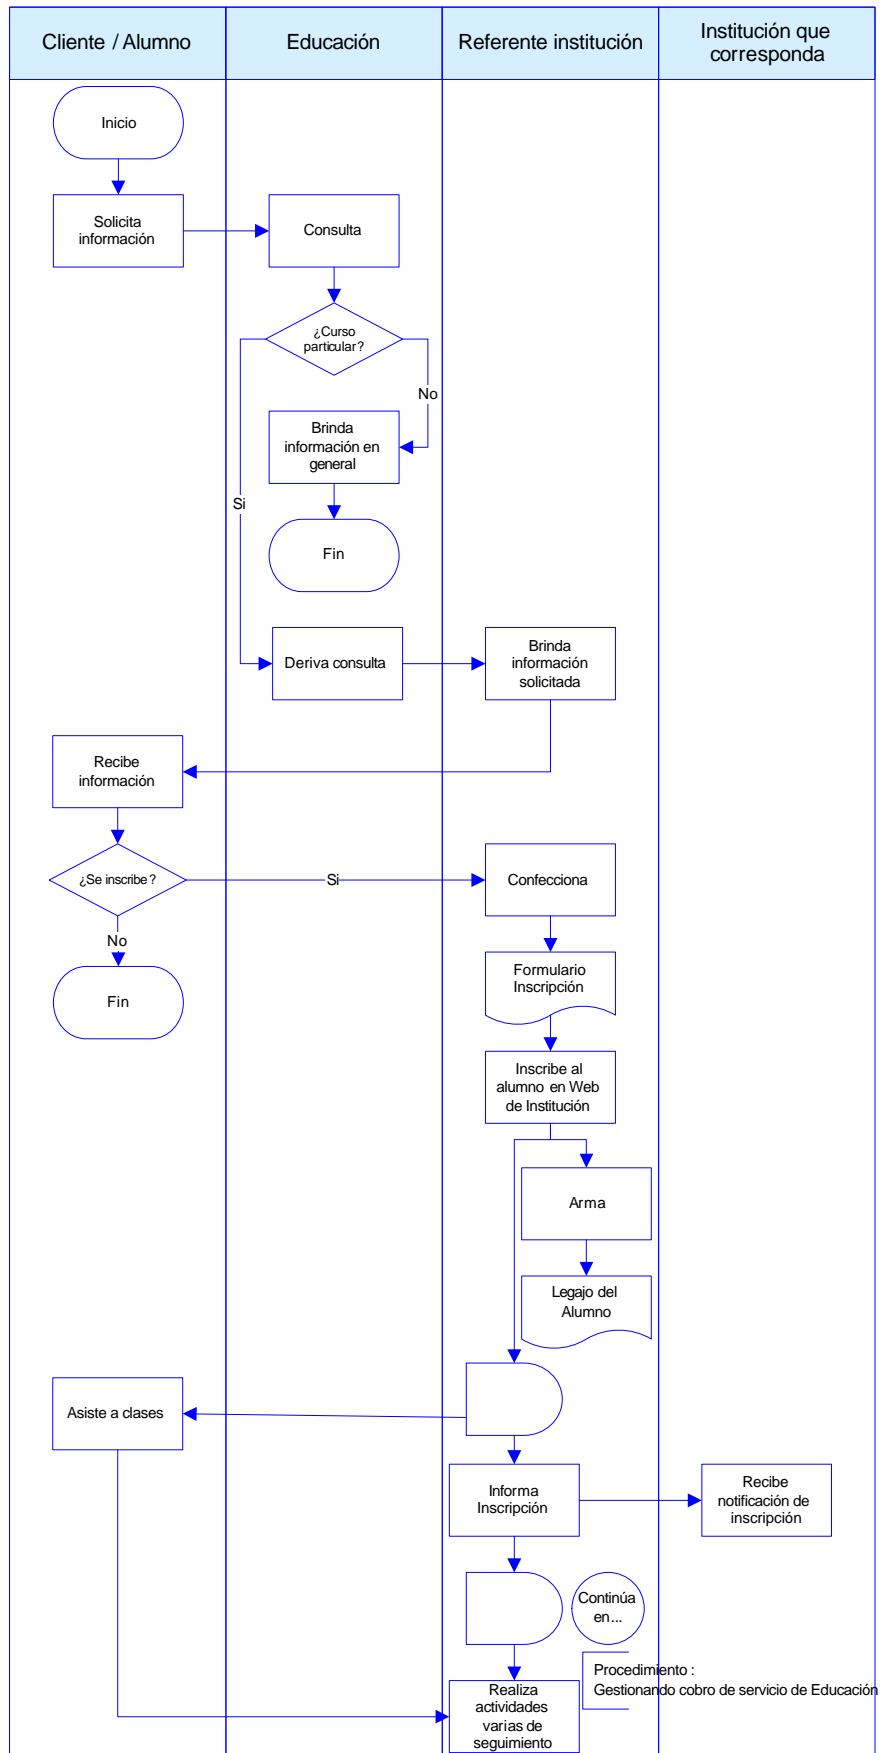 Cliente / Alumno
Educación
Referente institución
Institución que
corresponda
Inicio
Solicita
información
Consulta
¿Curso
particular?
No
Brinda
información en
general
Si
Fin
Deriva consulta
Brinda
información
solicitada
Recibe
información
¿Se inscribe?
Si
Confecciona
No
Formulario
Inscripción
Fin
Inscribe al
alumno en Web
de Institución
Arma
Legajo del
Alumno
Asiste a clases
Informa
Inscripción
Recibe
notificación de
inscripción
Continúa
en...
Procedimiento :
Gestionando cobro de servicio de Educación
Realiza
actividades
varias de
seguimiento